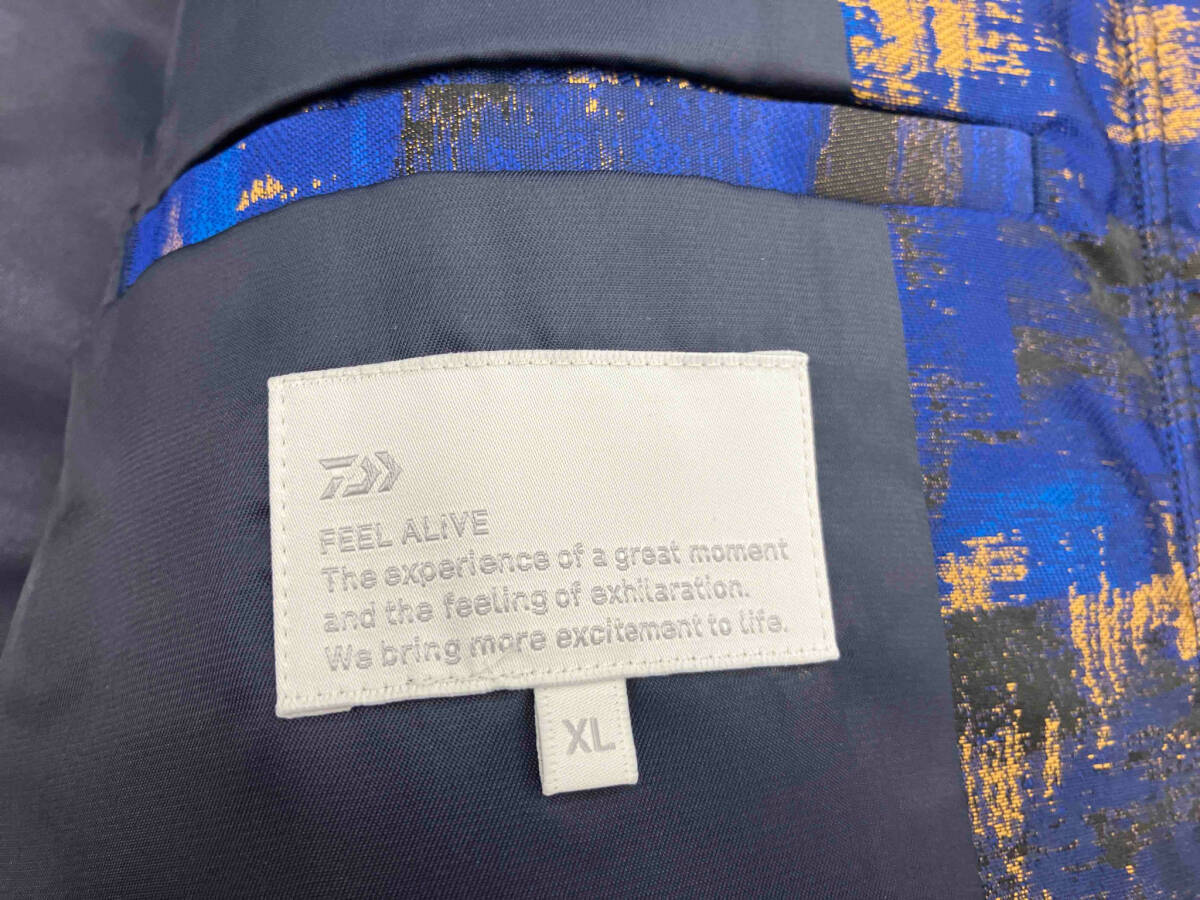 FEEL ALiVE
The experience of a great moment
and the feeling of exhilaration.
We bring more excitement to life.
XL